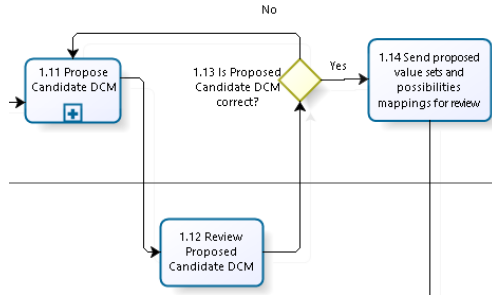 No
1.11 Propose
Candidate DCM
1.13 Is Proposed
Candidate DCM
correct?
Yes
1.14 Send proposed
value sets and
possibilities
mappings for review
1.12 Review
Proposed
Candidate DCM